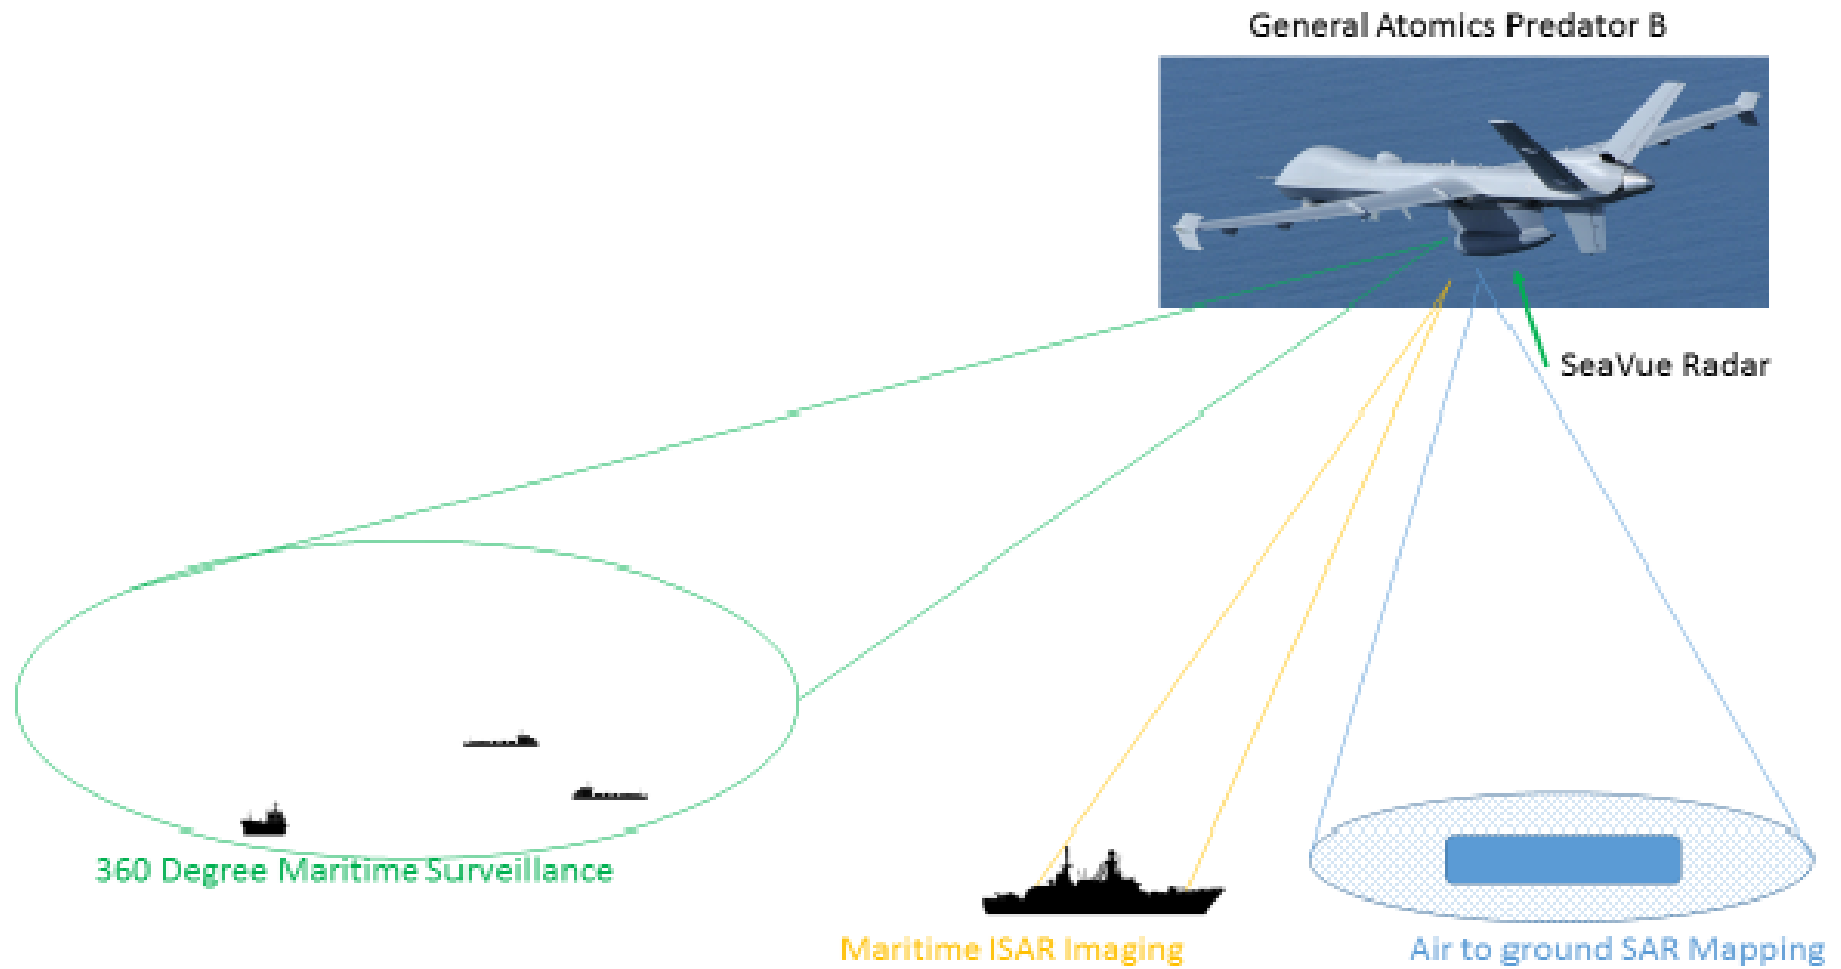 General Atomics Predator B
SeaVue Radar
360 Degree Maritime Surveillance
Maritime ISAR Imaging
Air to ground SAR Mapping